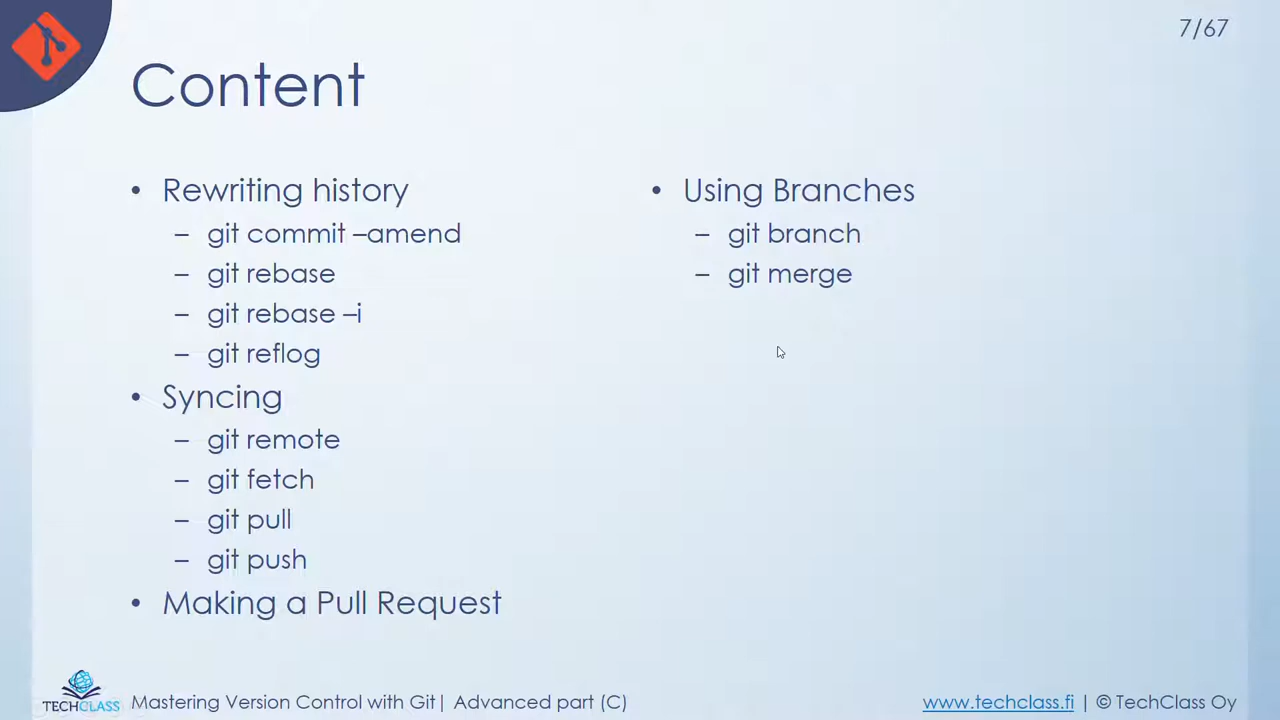 7/67
Content
• Rewriting history
– git commit –amend
– git rebase
– git rebase –i
– git reflog
• Syncing
– git remote
– git fetch
– git pull
– git push
• Making a Pull Request
• Using Branches
– git branch
– git merge
TECHCLASS
Mastering Version Control with Git| Advanced part (C)
www.techclass.fi | © TechClass Oy